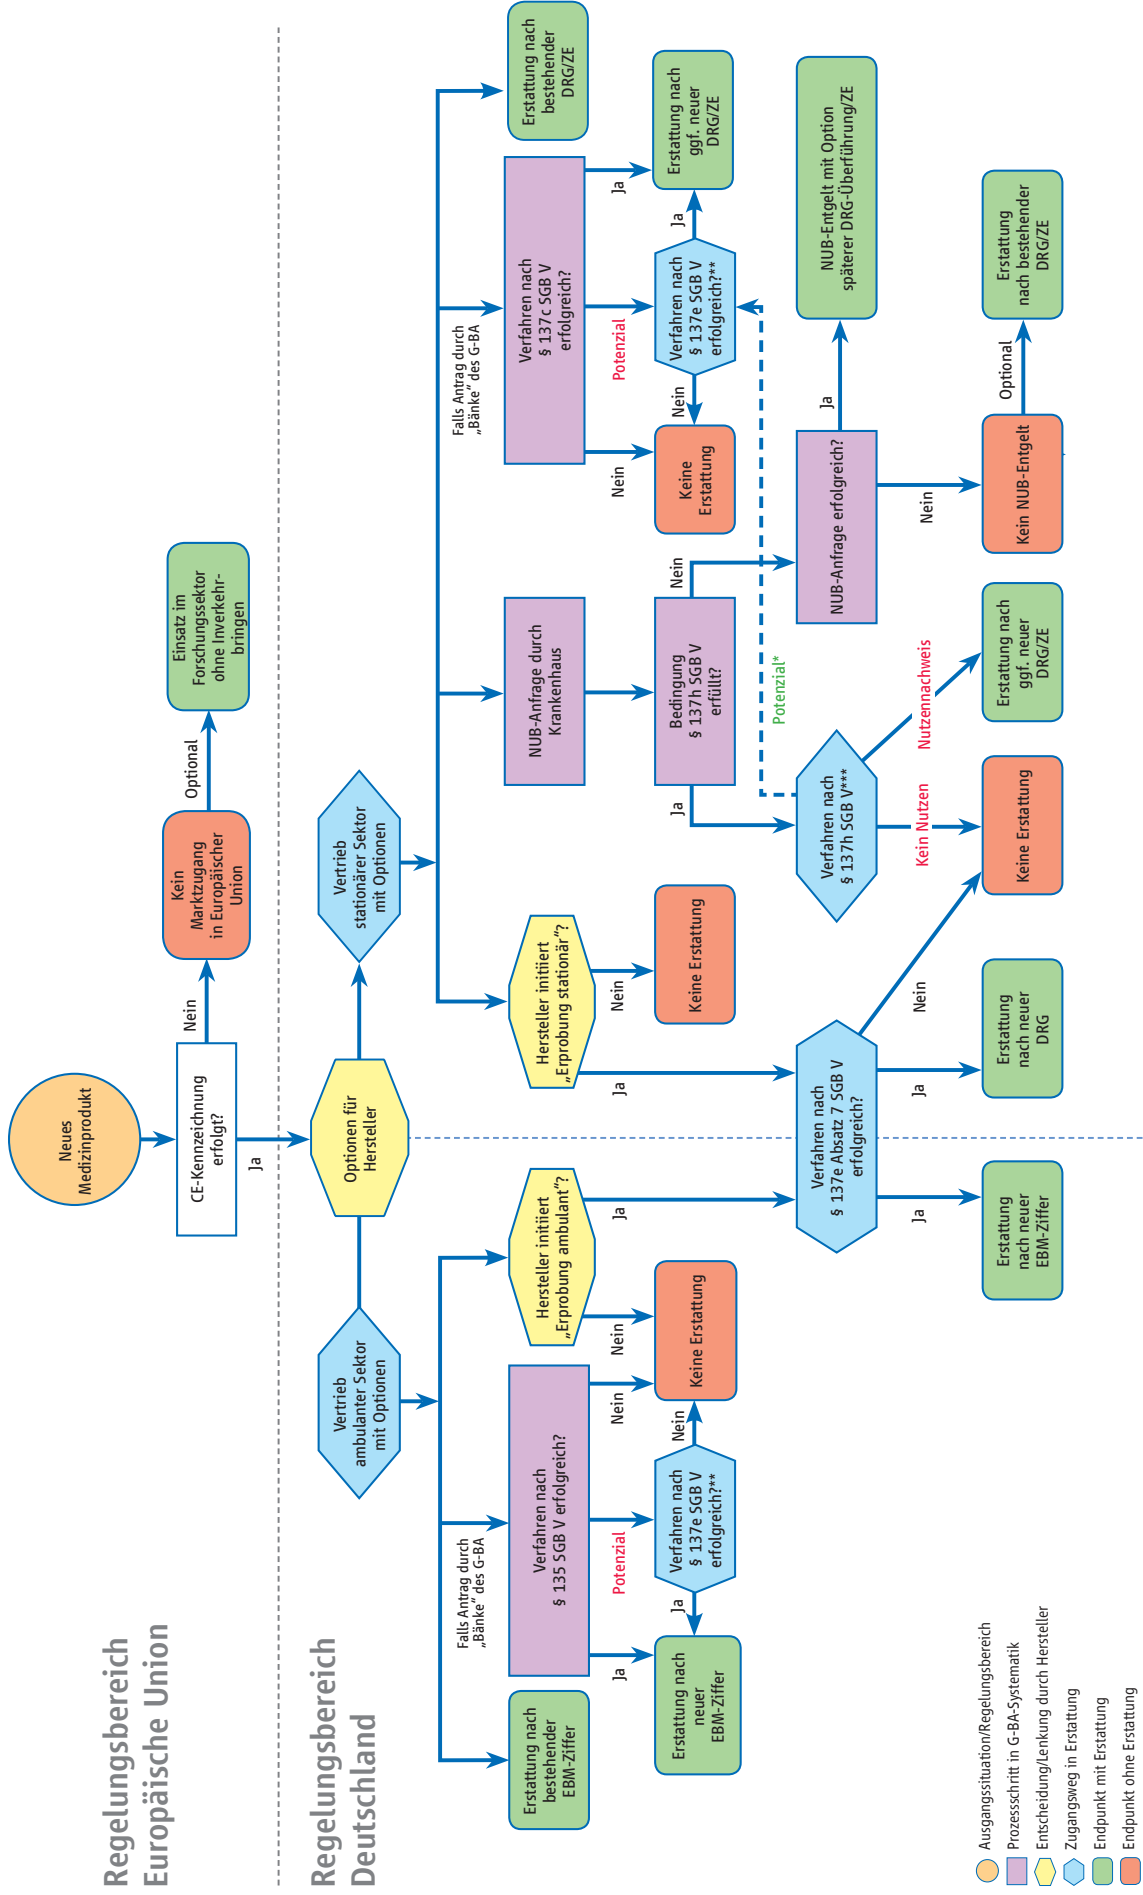 Regelungsbereich
Europäische Union
Neues
Medizinprodukt
CE-Kennzeichnung
erfolgt?
Nein
Kein
Marktzugang
in Europäischer
Union
Optional
Einsatz im
Forschungssektor
ohne Inverkehr-
bringen
Ja
Regelungsbereich
Deutschland
Optionen für
Hersteller
Vertrieb
ambulanter Sektor
mit Optionen
Vertrieb
stationärer Sektor
mit Optionen
Erstattung nach
bestehender
EBM-Ziffer
Falls Antrag durch
„Bänke“ des G-BA
Verfahren nach
§ 135 SGB V erfolgreich?
Hersteller initiiert
„Erprobung ambulant“?
Hersteller initiiert
„Erprobung stationär“?
NUB-Anfrage durch
Krankenhaus
Falls Antrag durch
„Bänke“ des G-BA
Verfahren nach
§ 137c SGB V
erfolgreich?
Erstattung nach
bestehender
DRG/ZE
Ja
Potenzial
Nein
Nein
Ja
Ja
Nein
Nein
Potenzial
Ja
Erstattung nach
neuer
EBM-Ziffer
Ja
Verfahren nach
§ 137e SGB V
erfolgreich?**
Nein
Keine Erstattung
Keine Erstattung
Bedingung
§ 137h SGB V
erfüllt?
Ja
Nein
Keine
Erstattung
Nein
Verfahren nach
§ 137e SGB V
erfolgreich?**
Ja
Erstattung nach
ggf. neuer
DRG/ZE
Potenzial*
Verfahren nach
§ 137e Absatz 7 SGB V
erfolgreich?
Verfahren nach
§ 137h SGB V***
NUB-Anfrage erfolgreich?
Ja
NUB-Entgelt mit Option
späterer DRG-Überführung/ZE
Ja
Ja
Nein
Kein Nutzen
Nutzennachweis
Nein
Erstattung
nach neuer
EBM-Ziffer
Erstattung
nach neuer
DRG
Keine Erstattung
Erstattung nach
ggf. neuer
DRG/ZE
Kein NUB-Entgelt
Optional
Erstattung
nach bestehender
DRG/ZE
Ausgangssituation/Regelungsbereich
Prozessschritt in G-BA-Systematik
Entscheidung/Lenkung durch Hersteller
Zugangsweg in Erstattung
Endpunkt mit Erstattung
Endpunkt ohne Erstattung